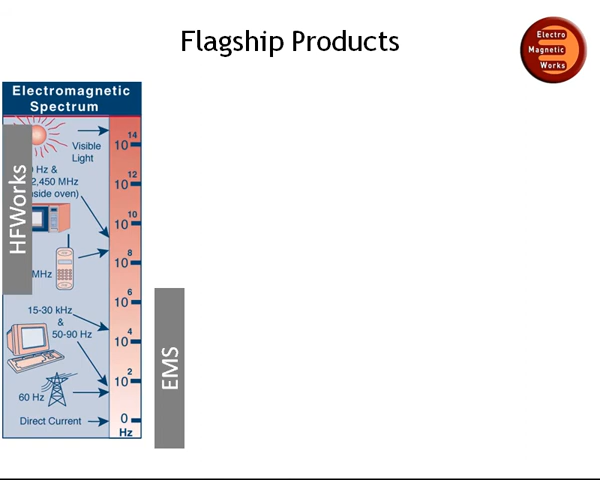 Flagship Products
Electro
Magnetic
Works
Electromagnetic
Spectrum
10 14
Visible
Light
HFWorks
Hz &
2,450 MHz
oven)
10 12
10 10
10 8
MHz
10 6
15-30 kHz
&
50-90 Hz
10 4
10 2
EMS
60 Hz
Direct Current
0
Hz